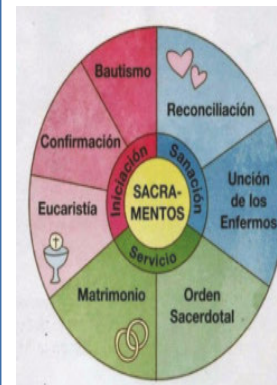 Bautismo
Reconciliación
Confirmación
Unción
de los
Enfermos
Eucaristía
Iniciación
Sanación
SACRA-
MENTOS
Servicio
Matrimonio
Orden
Sacerdotal